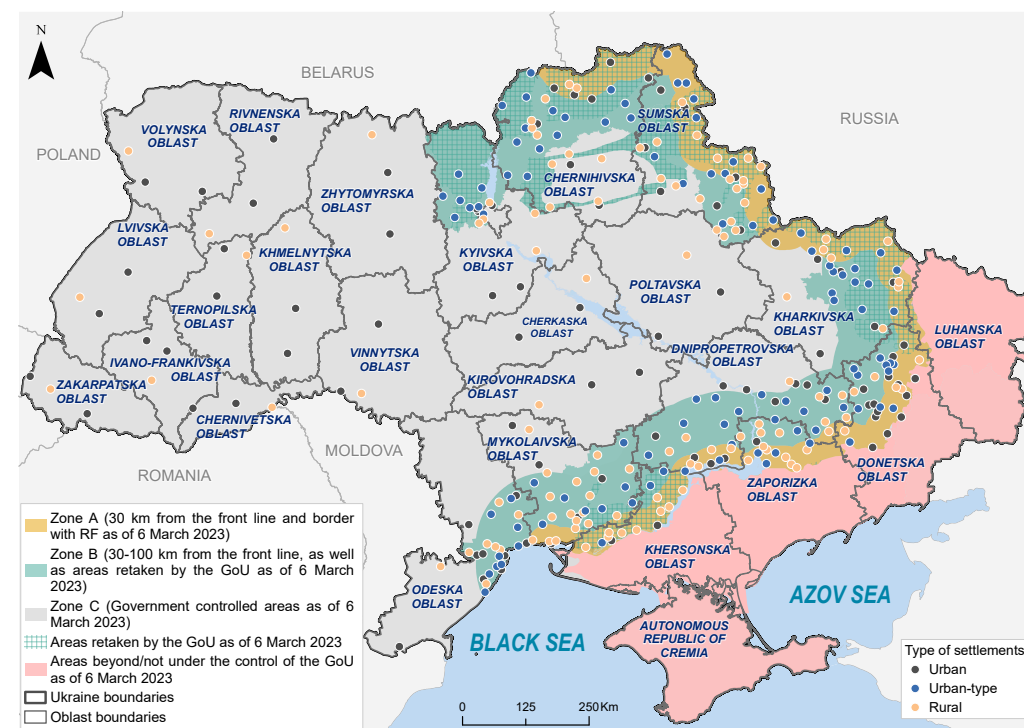 N
BELARUS
RUSSIA
POLAND
RIVNENSKA
OBLAST
VOLYNSKA
OBLAST
SUMSKA
OBLAST
CHERNIHIVSKA
OBLAST
ZHYTOMYRSKA
OBLAST
LVIVSKA
OBLAST
KHMELNYTSKA
OBLAST
KYIVSKA
OBLAST
POLTAVSKA
OBLAST
TERNOPILSKA
OBLAST
CHERKASKA
OBLAST
KHARKIVSKA
OBLAST
LUHANSKA
OBLAST
DNIPROPETROVSKA
OBLAST
VINNYTSKA
OBLAST
IVANO-FRANKIVSKA
OBLAST
ZAKARPATSKA
OBLAST
KIROVOHRADSKA
OBLAST
CHERNIVETSKA
OBLAST
MYKOLAIVSKA
OBLAST
MOLDOVA
ROMANIA
DONETSKA
OBLAST
ZAPORIZKA
OBLAST
KHERSONSKA
OBLAST
ODESKA
OBLAST
AZOV SEA
BLACK SEA
AUTONOMOUS
REPUBLIC OF
CREMIA
Zone A (30 km from the front line and border
with RF as of 6 March 2023)
Zone B (30-100 km from the front line, as well
as areas retaken by the GoU as of 6 March
2023)
Zone C (Government controlled areas as of 6
March 2023)
Areas retaken by the GoU as of 6 March 2023
Areas beyond/not under the control of the GoU
as of 6 March 2023
Ukraine boundaries
Oblast boundaries
0 125 250 Km
Type of settlements
Urban
Urban-type
Rural